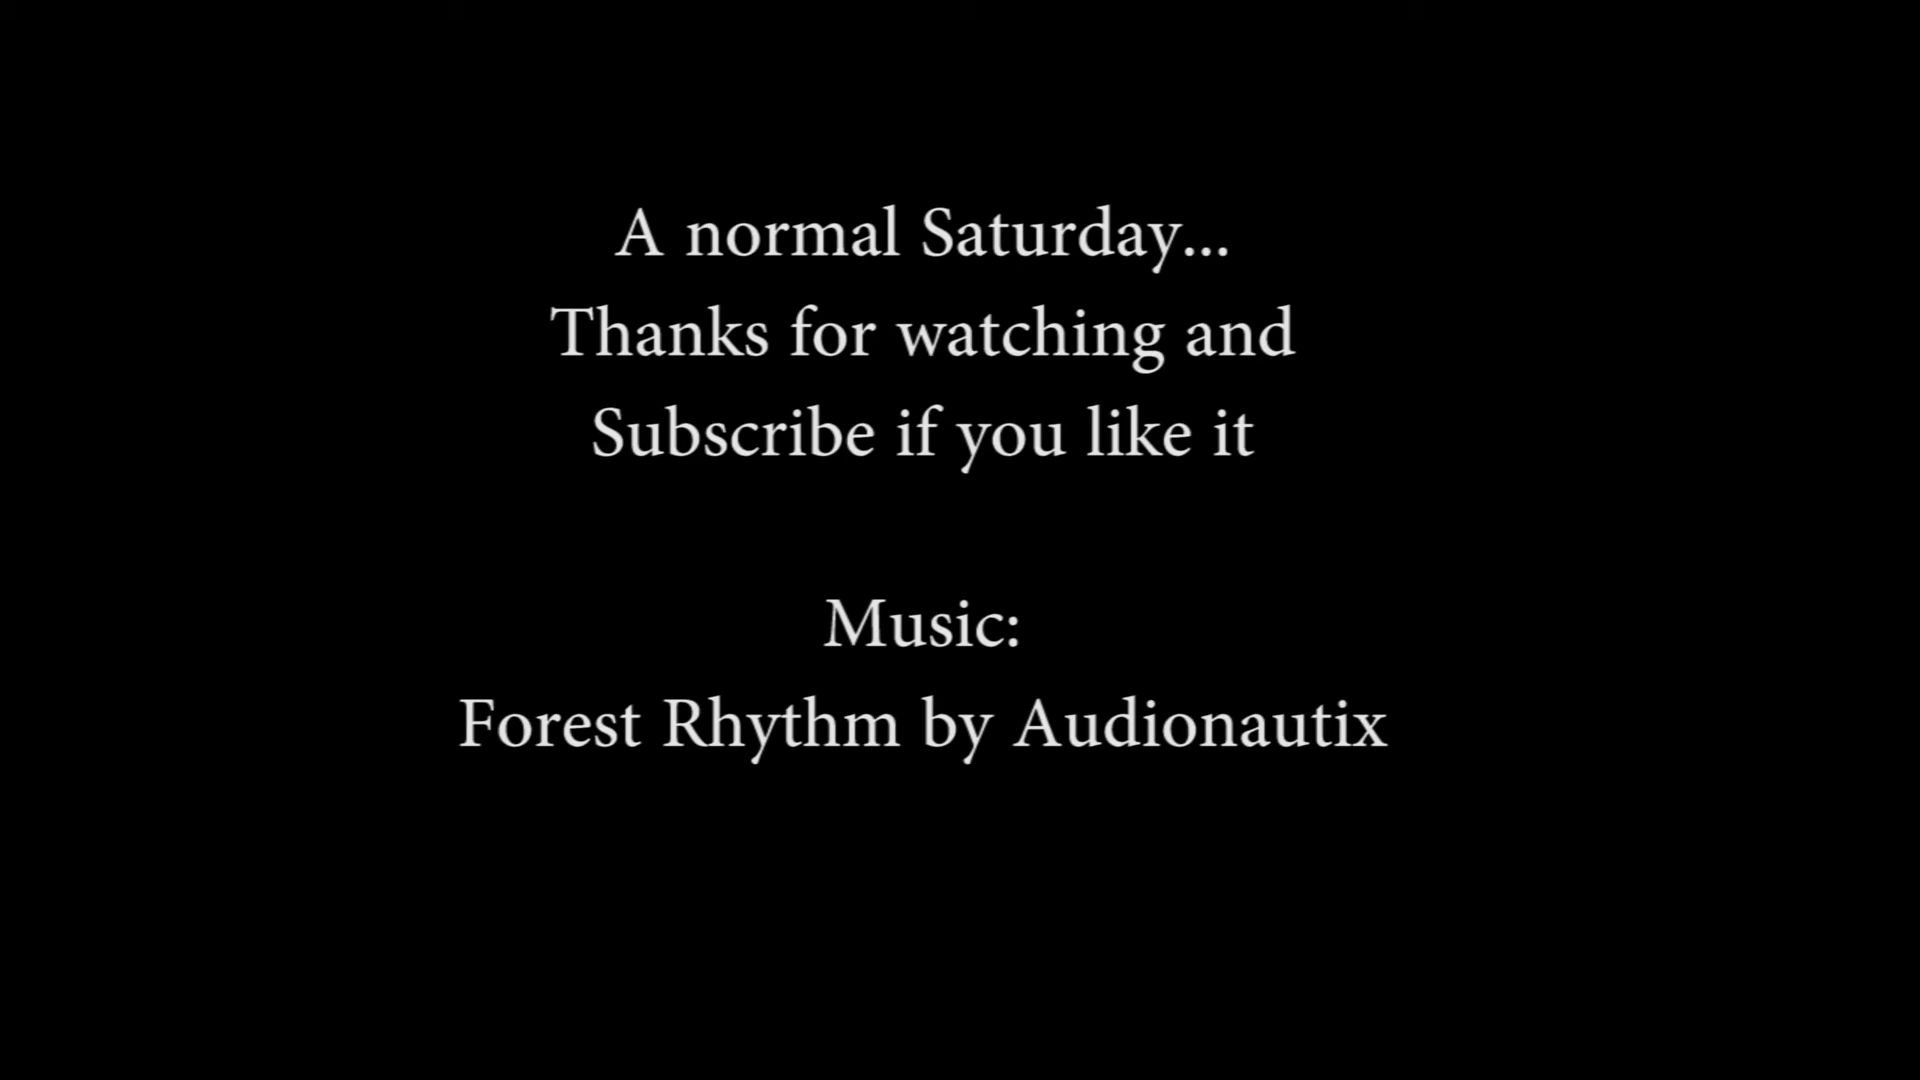 A normal Saturday...
Thanks for watching and
Subscribe if you like it
Music:
Forest Rhythm by Audionautix